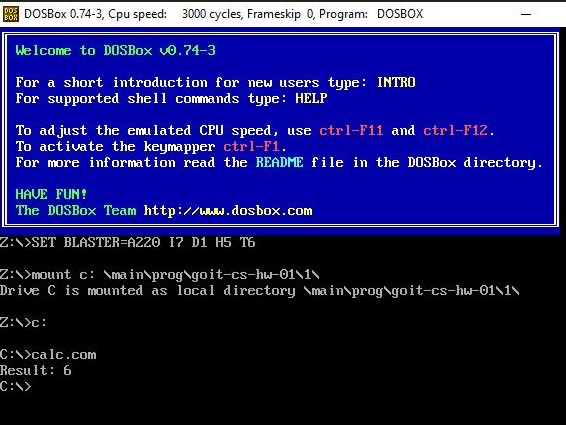 DOS
BOX
DOSBox 0.74-3, Cpu speed: 3000 cycles, Frameskip 0, Program: DOSBOX
Welcome to DOSBox v0.74-3
For a short introduction for new users type: INTRO
For supported shell commands type: HELP
To adjust the emulated CPU speed, use ctrl-F11 and ctrl-F12.
To activate the keymapper ctrl-F1.
For more information read the README file in the DOSBox directory.
HAVE FUN!
The DOSBox Team http://www.dosbox.com
Z:\>SET BLASTER=A220 I7 D1 H5 T6
Z:\>mount c: \main\prog\goit-cs-hw-01\1\
Drive C is mounted as local directory \main\prog\goit-cs-hw-01\1\
Z:\>c:
C:\>calc.com
Result: 6
C:\>